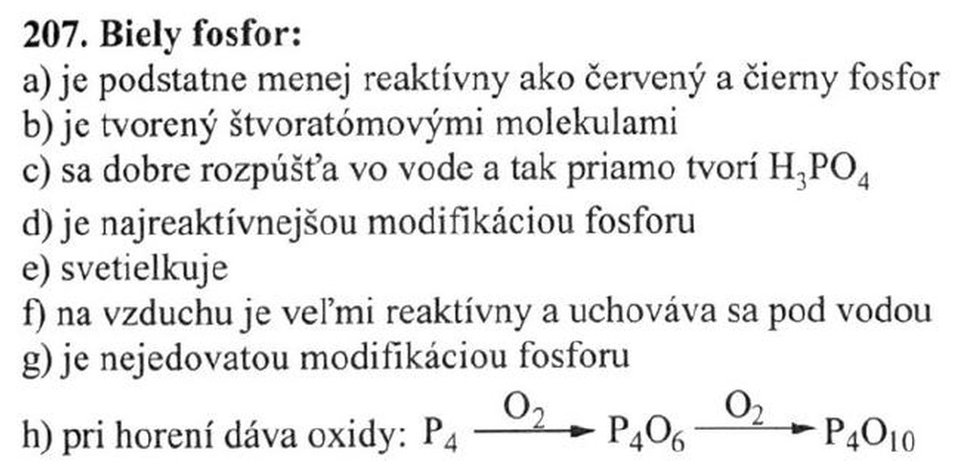 207. Biely fosfor:
a) je podstatne menej reaktívny ako červený a čierny fosfor
b) je tvorený štvoratómovými molekulami
c) sa dobre rozpúšťa vo vode a tak priamo tvorí H₃PO₄
d) je najreaktívnejšou modifikáciou fosforu
e) svetielkuje
f) na vzduchu je veľmi reaktívny a uchováva sa pod vodou
g) je nejedovatou modifikáciou fosforu
h) pri horení dáva oxidy: P₄ —O₂→ P₄O₆ —O₂→ P₄O₁₀